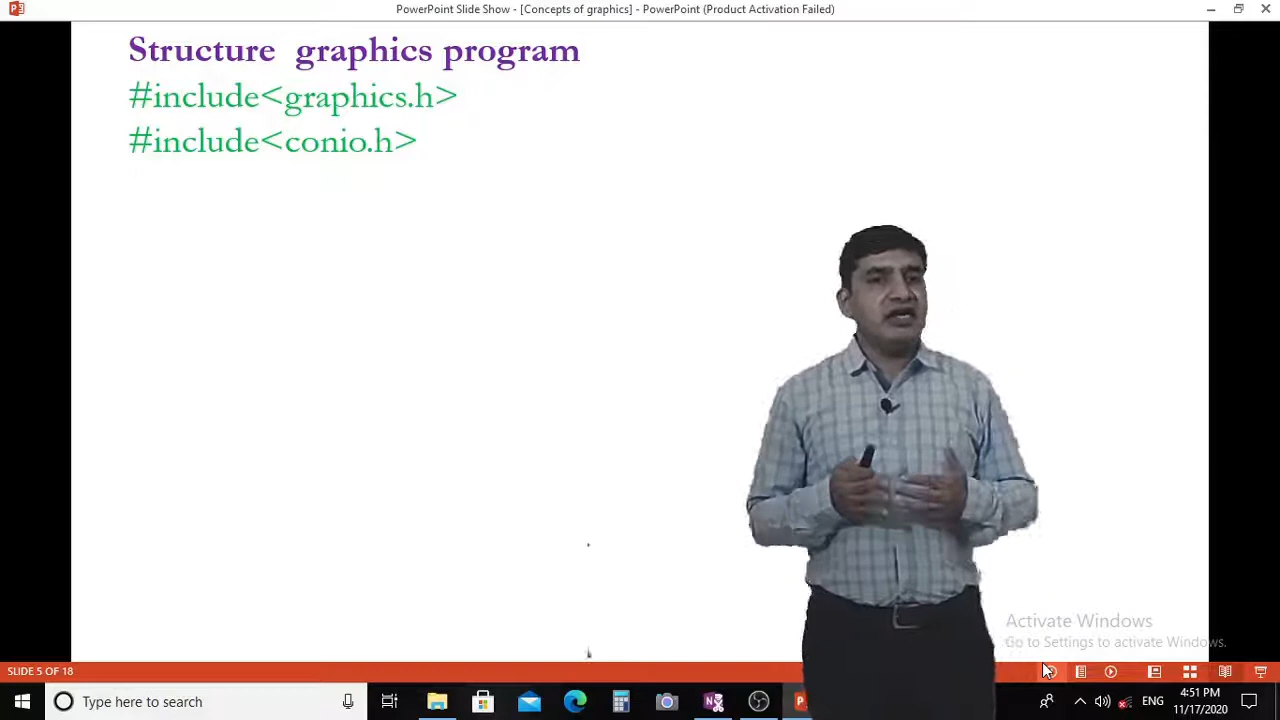 PowerPoint Slide Show - [Concepts of graphics] - PowerPoint (Product Activation Failed)
Structure  graphics program
#include<graphics.h>
#include<conio.h>
Activate Windows
Go to Settings to activate Windows.
SLIDE 5 OF 18
Type here to search
ENG
4:51 PM
11/17/2020